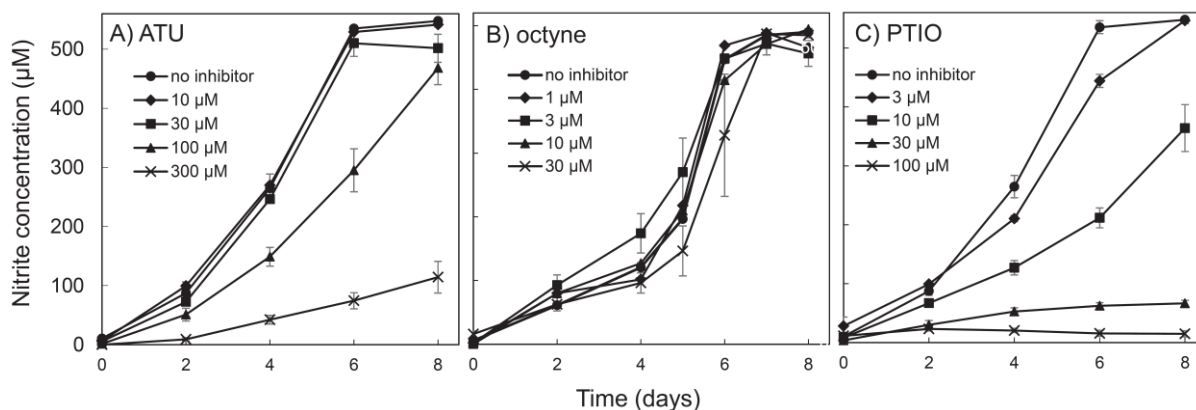 A) ATU
no inhibitor
10 µM
30 µM
100 µM
300 µM
B) octyne
no inhibitor
1 µM
3 µM
10 µM
30 µM
C) PTIO
no inhibitor
3 µM
10 µM
30 µM
100 µM
Nitrite concentration (µM)
500
400
300
200
100
0
0 2 4 6 8
0 2 4 6 8
0 2 4 6 8
Time (days)